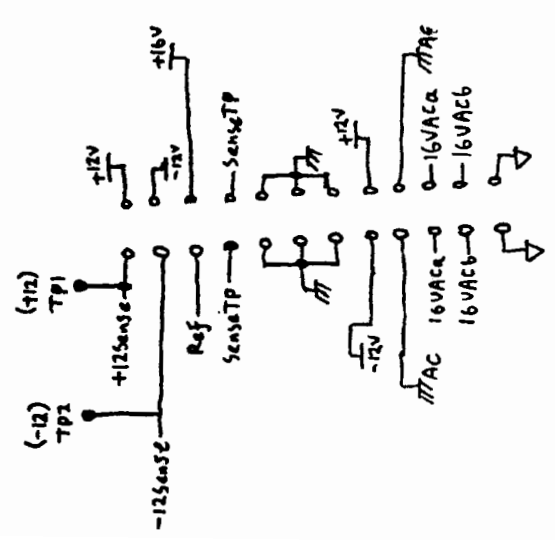 +12V
-12V
+16V
SenseTP
+12V
AE
16VACa
16VACb
(+12)
TP1
+12Sense
(-12)
TP2
-12Sense
Ref
SenseTP
-12V
AC
16VACa
16VACb